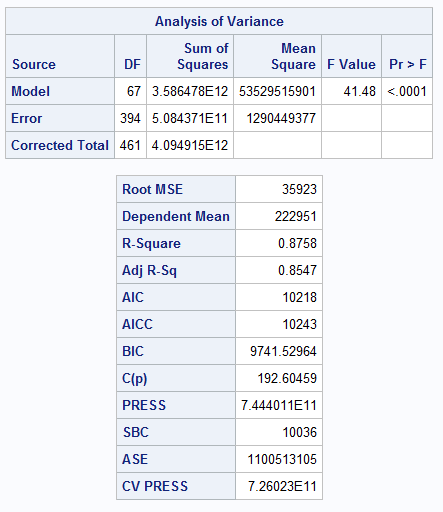 Analysis of Variance
Source DF Sum of Squares Mean Square F Value Pr > F
Model 67 3.586478E12 53529515901 41.48 <.0001
Error 394 5.084371E11 1290449377
Corrected Total 461 4.094915E12
Root MSE 35923
Dependent Mean 222951
R-Square 0.8758
Adj R-Sq 0.8547
AIC 10218
AICC 10243
BIC 9741.52964
C(p) 192.60459
PRESS 7.444011E11
SBC 10036
ASE 1100513105
CV PRESS 7.26023E11